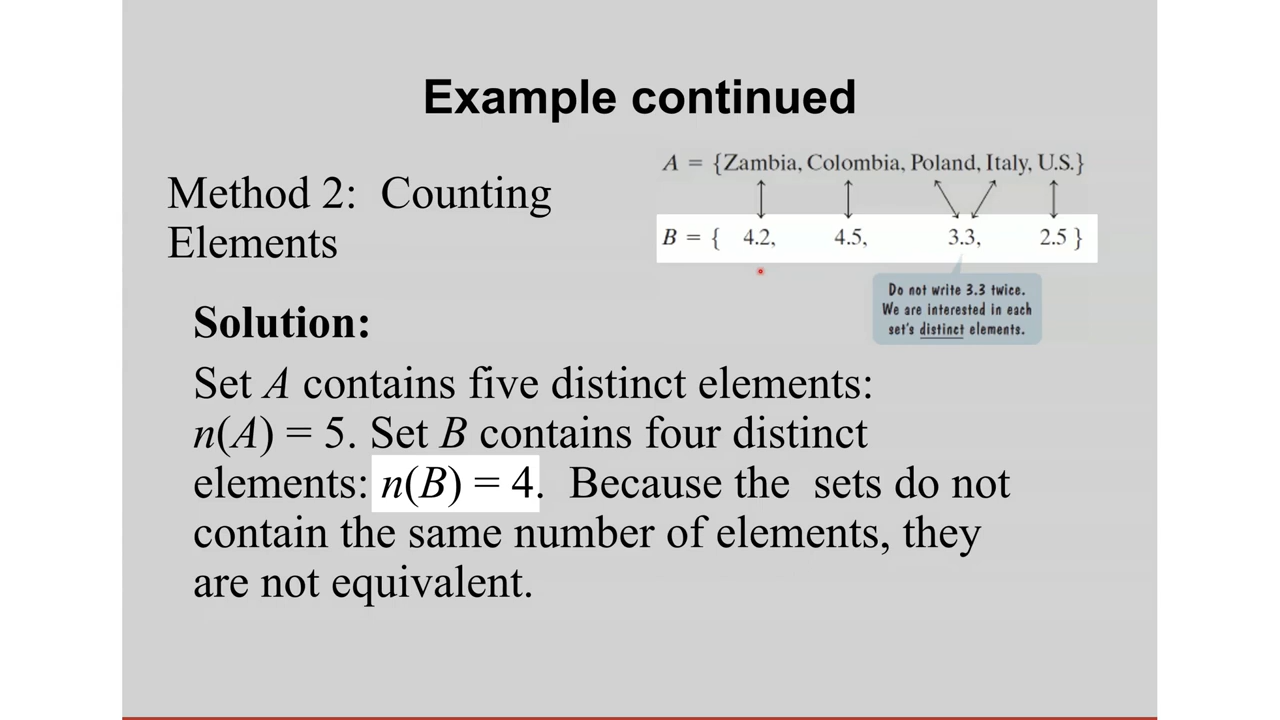 Example continued
Method 2: Counting
Elements
A = {Zambia, Colombia, Poland, Italy, U.S.}
B = { 4.2, 4.5, 3.3, 2.5 }
Do not write 3.3 twice.
We are interested in each
set's distinct elements.
Solution:
Set A contains five distinct elements:
n(A) = 5. Set B contains four distinct
elements: n(B) = 4. Because the sets do not
contain the same number of elements, they
are not equivalent.